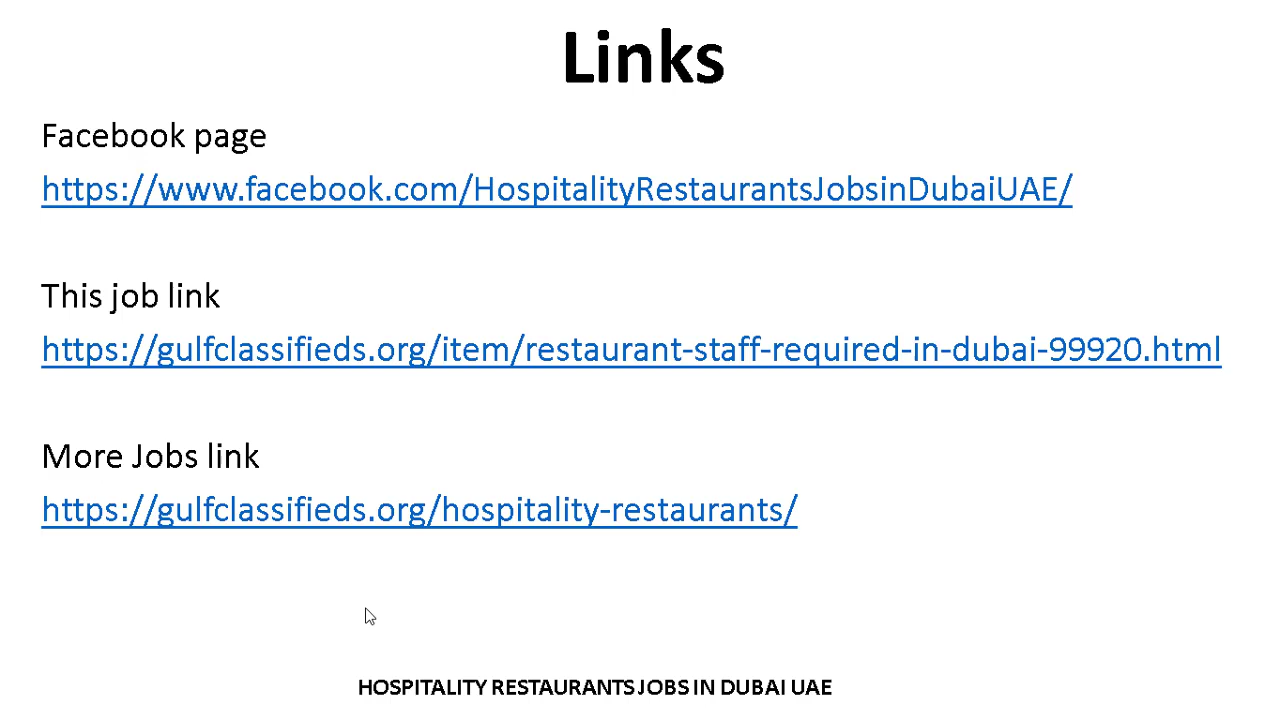 Links
Facebook page
https://www.facebook.com/HospitalityRestaurantsJobsinDubaiUAE/
This job link
https://gulfclassifieds.org/item/restaurant-staff-required-in-dubai-99920.html
More Jobs link
https://gulfclassifieds.org/hospitality-restaurants/
HOSPITALITY RESTAURANTS JOBS IN DUBAI UAE